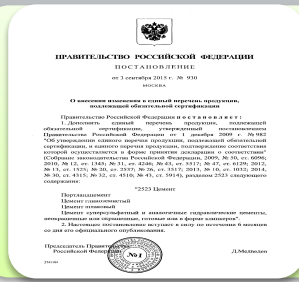 ПРАВИТЕЛЬСТВО РОССИЙСКОЙ ФЕДЕРАЦИИ
ПОСТАНОВЛЕНИЕ
от 3 сентября 2015 г. № 930
МОСКВА
О внесении изменения в единый перечень продукции,
подлежащей обязательной сертификации
Правительство Российской Федерации постановляет:
1. Дополнить единый перечень продукции, подлежащей
обязательной сертификации, утвержденный постановлением
Правительства Российской Федерации от 1 декабря 2009 г. № 982
"Об утверждении единого перечня продукции, подлежащей обязательной
сертификации, и единого перечня продукции, подтверждение соответствия
которой осуществляется в форме принятия декларации о соответствии"
(Собрание законодательства Российской Федерации, 2009, № 50, ст. 6096;
2010, № 12, ст. 1345; № 31, ст. 4246; № 43, ст. 5517; № 47, ст. 6129; 2012,
№ 13, ст. 1525; № 20, ст. 2537; № 26, ст. 3517; 2013, № 10, ст. 1032; 2014,
№ 30, ст. 4315; № 32, ст. 4510; № 43, ст. 5914), разделом 2523 следующего
содержания:
"2523 Цемент
Портландцемент
Цемент глиноземистый
Цемент шлаковый
Цемент суперсульфатный и аналогичные гидравлические цементы,
неокрашенные или окрашенные, готовые или в форме клинкеров".
2. Настоящее постановление вступает в силу по истечении 6 месяцев
со дня его официального опубликования.
Председатель Правительства
Российской Федерации
№1
Д.Медведев